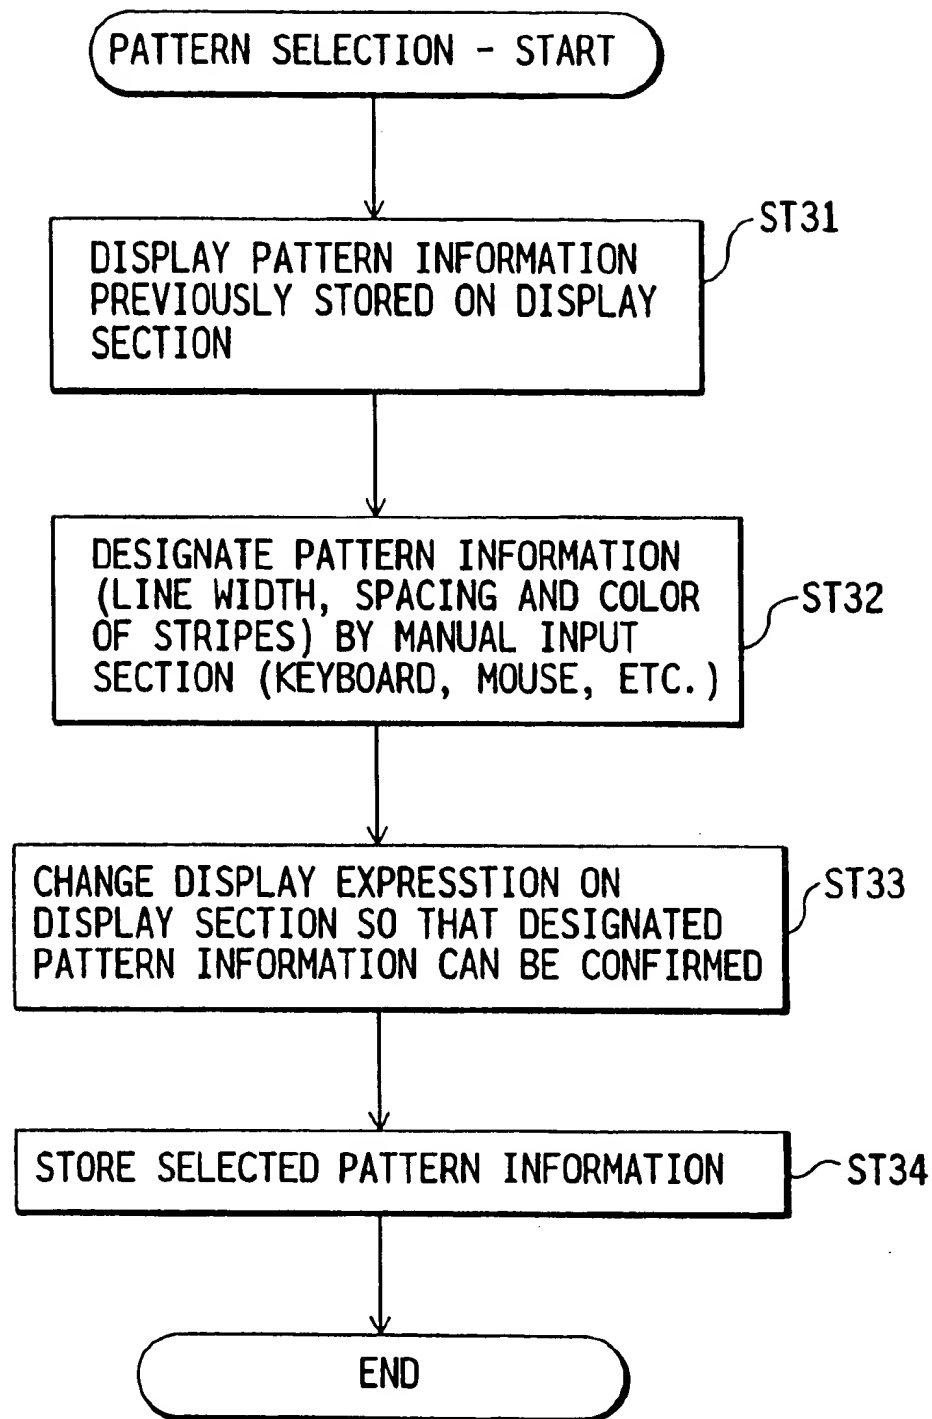 PATTERN SELECTION - START
ST31
DISPLAY PATTERN INFORMATION
PREVIOUSLY STORED ON DISPLAY
SECTION
DESIGNATE PATTERN INFORMATION
(LINE WIDTH, SPACING AND COLOR
OF STRIPES) BY MANUAL INPUT
SECTION (KEYBOARD, MOUSE, ETC.)
ST32
CHANGE DISPLAY EXPRESSTION ON
DISPLAY SECTION SO THAT DESIGNATED
PATTERN INFORMATION CAN BE CONFIRMED
ST33
STORE SELECTED PATTERN INFORMATION
ST34
END